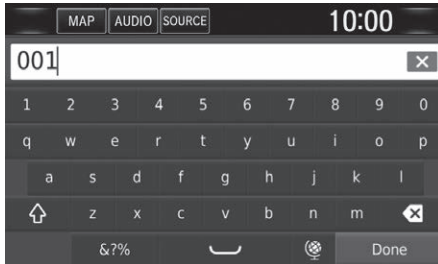 MAP AUDIO SOURCE 10:00
001
1 2 3 4 5 6 7 8 9 0
q w e r t y u i o p
a s d f g h j k l
z x c v b n m
&?% Done